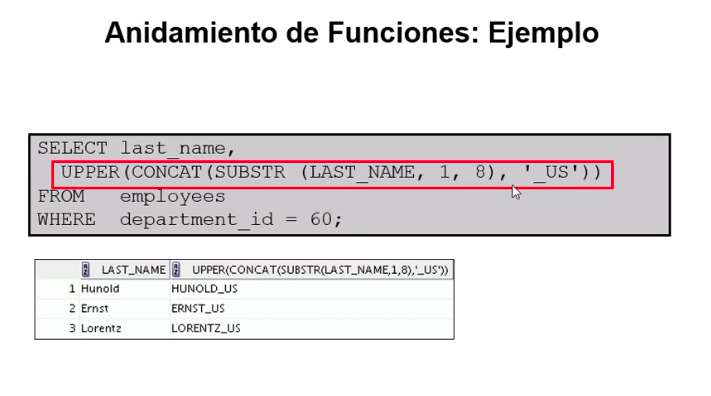 Anidamiento de Funciones: Ejemplo
SELECT last_name,
UPPER(CONCAT(SUBSTR (LAST_NAME, 1, 8), '_US'))
FROM employees
WHERE department_id = 60;
LAST_NAME UPPER(CONCAT(SUBSTR(LAST_NAME,1,8),'_US'))
1 Hunold HUNOLD_US
2 Ernst ERNST_US
3 Lorentz LORENTZ_US